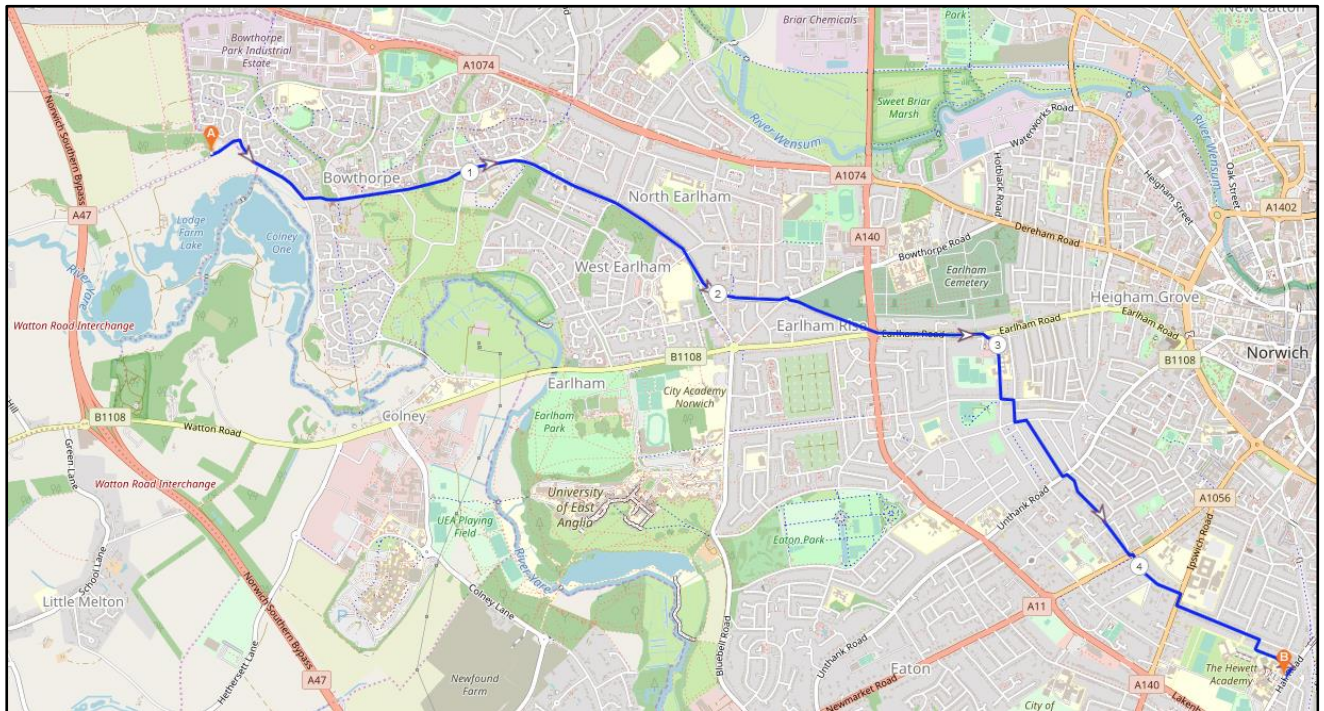 New Catton
Briar Chemicals
Park
Bowthorpe
Park Industrial
Estate
A1074
Sweet Briar
Marsh
River Wensum
Waterworks Road
River Wensum
Oak Street
A
Norwich Southern Bypass
Hotblack Road
Heigham Street
Bowthorpe
1
A1074
North Earlham
A1402
A47
Lodge
Farm
Lake
Colney
One
A140
Dereham Road
Bowthorpe Road
West Earlham
River Yare
Earlham
Cemetery
2
Heigham Grove
Watton Road Interchange
Earlham Rise
Earlham Road
Earlham Road
Earlham Road
3
B1108
B1108
Norwich
Earlham
City Academy
Norwich
Hill
B1108
Colney
Earlham
Park
Watton Road
Green Lane
Watton Road Interchange
University
of East
Anglia
A1056
Unthank Road
UEA Playing
Field
Eaton Park
Ipswich Road
School Lane
River Yare
4
Little Melton
P
Norwich Southern Bypass
Colney Lane
A11
Bluebell Road
Unthank Road
Hethersett Lane
Eaton
B
The Hewett
Academy
Hall Road
Newfound
Farm
A47
Newmarket Road
A140
Lakenh
City of